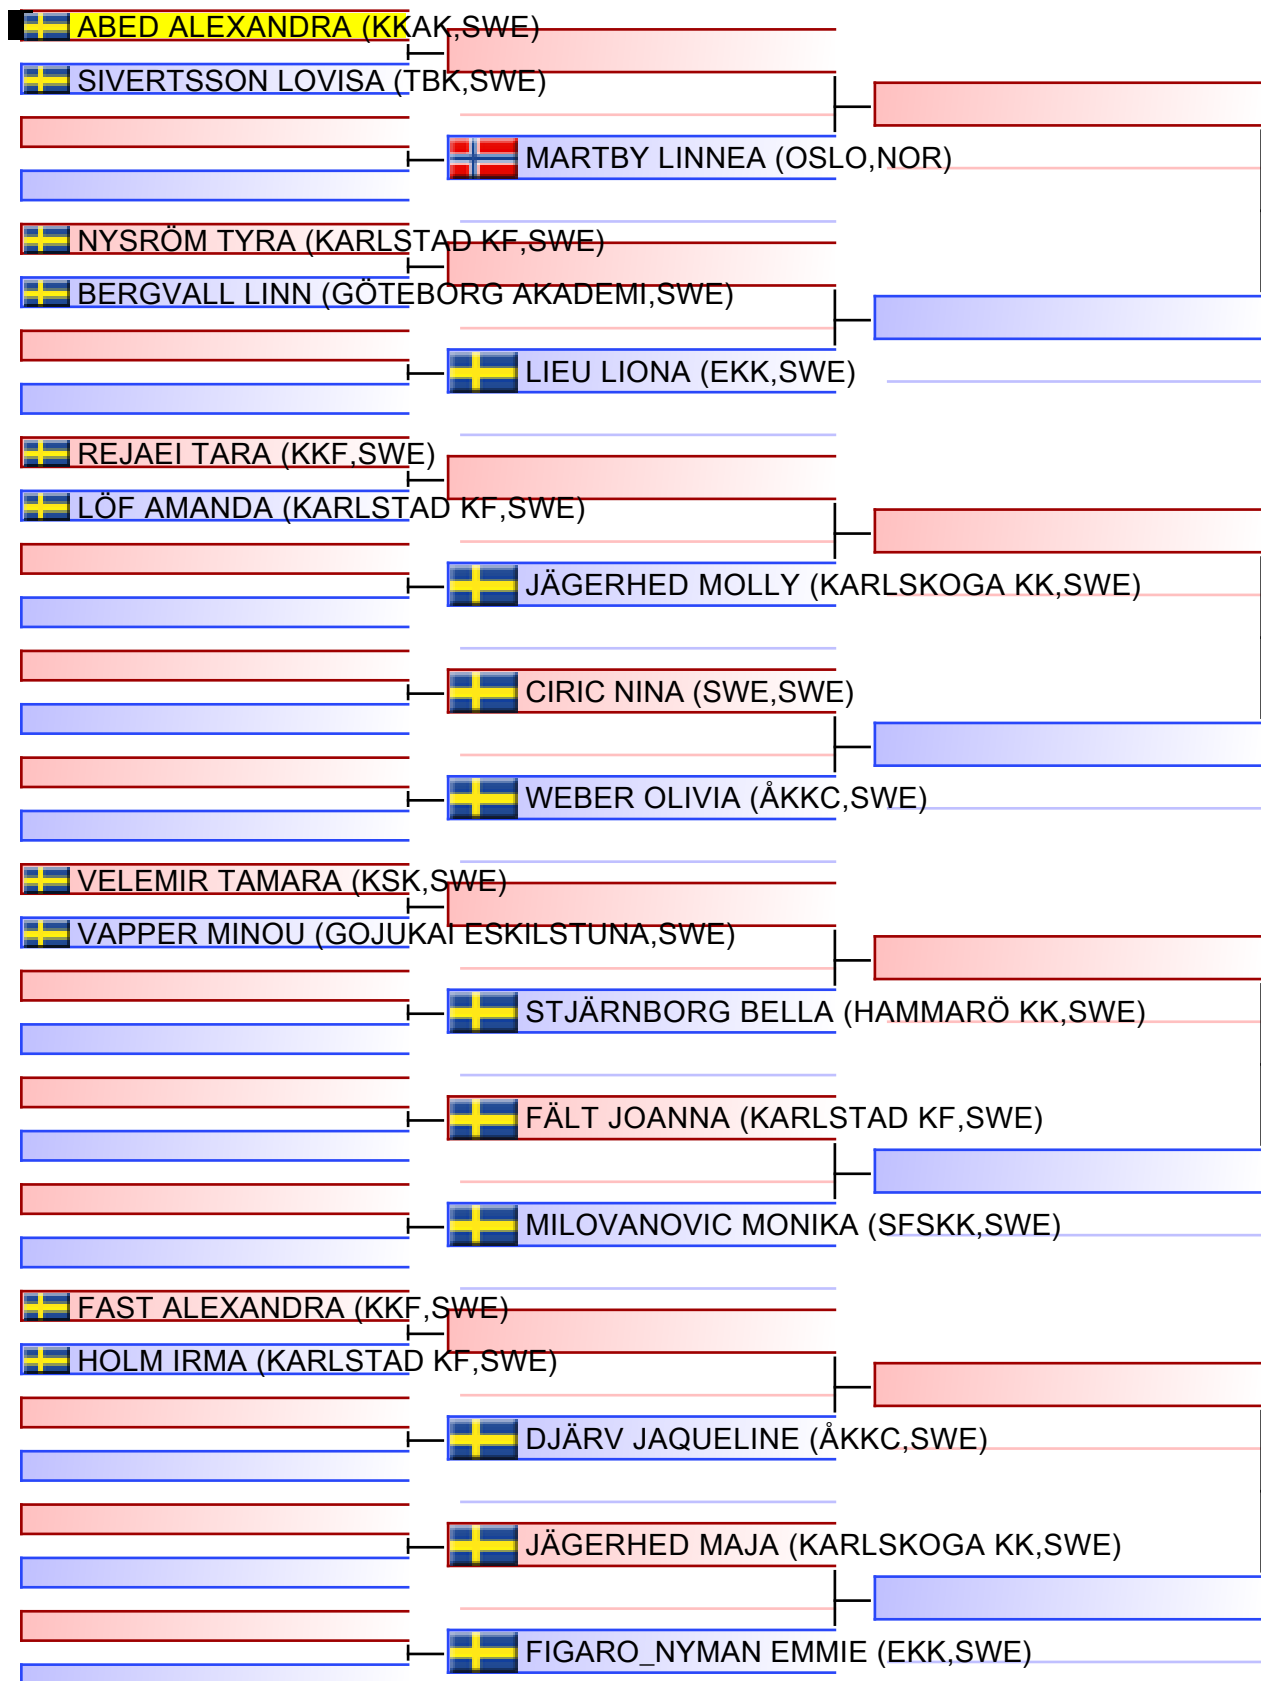 ABED ALEXANDRA (KKAK,SWE)
SIVERTSSON LOVISA (TBK,SWE)
MARTBY LINNEA (OSLO,NOR)
NYSRÖM TYRA (KARLSTAD KF,SWE)
BERGVALL LINN (GÖTEBORG AKADEMI,SWE)
LIEU LIONA (EKK,SWE)
REJAEI TARA (KKF,SWE)
LÖF AMANDA (KARLSTAD KF,SWE)
JÄGERHED MOLLY (KARLSKOGA KK,SWE)
CIRIC NINA (SWE,SWE)
WEBER OLIVIA (ÅKKC,SWE)
VELEMIR TAMARA (KSK,SWE)
VAPPER MINOU (GOJUKAI ESKILSTUNA,SWE)
STJÄRNBORG BELLA (HAMMARÖ KK,SWE)
FÄLT JOANNA (KARLSTAD KF,SWE)
MILOVANOVIC MONIKA (SFSKK,SWE)
FAST ALEXANDRA (KKF,SWE)
HOLM IRMA (KARLSTAD KF,SWE)
DJÄRV JAQUELINE (ÅKKC,SWE)
JÄGERHED MAJA (KARLSKOGA KK,SWE)
FIGARO_NYMAN EMMIE (EKK,SWE)